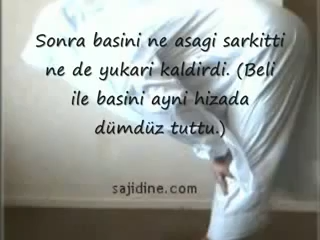 Sonra basini ne asagi sarkitti
ne de yukari kaldirdi. (Beli
ile basini ayni hizada
dümdüz tuttu.)
sajidine.com